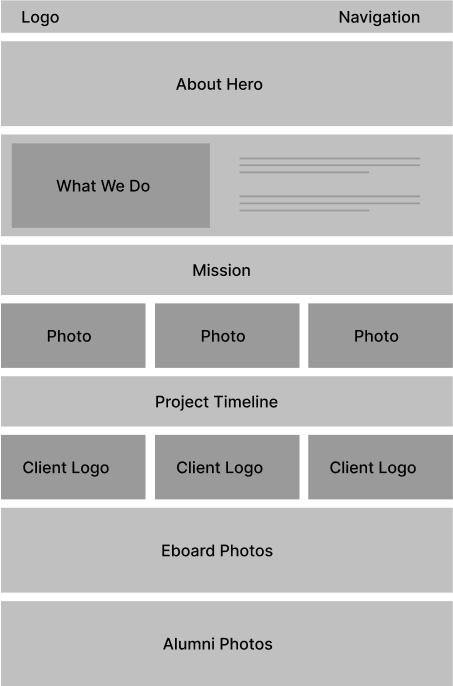 Logo
Navigation
About Hero
What We Do
Mission
Photo
Photo
Photo
Project Timeline
Client Logo
Client Logo
Client Logo
Eboard Photos
Alumni Photos